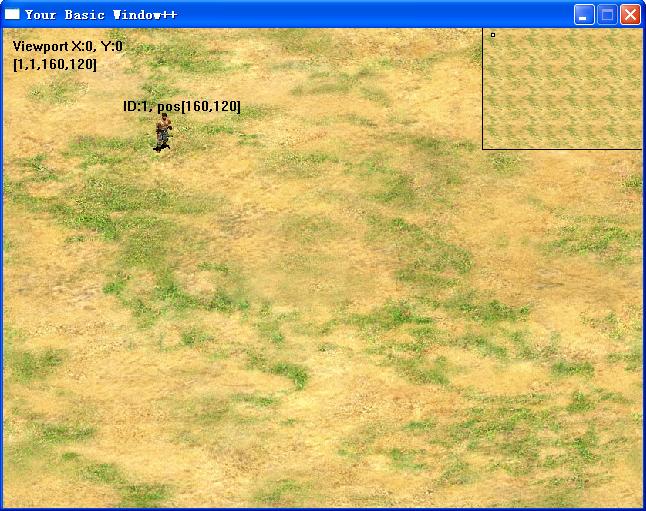 Your Basic Window++
Viewport X:0, Y:0
[1,1,160,120]
ID:1, pos[160,120]